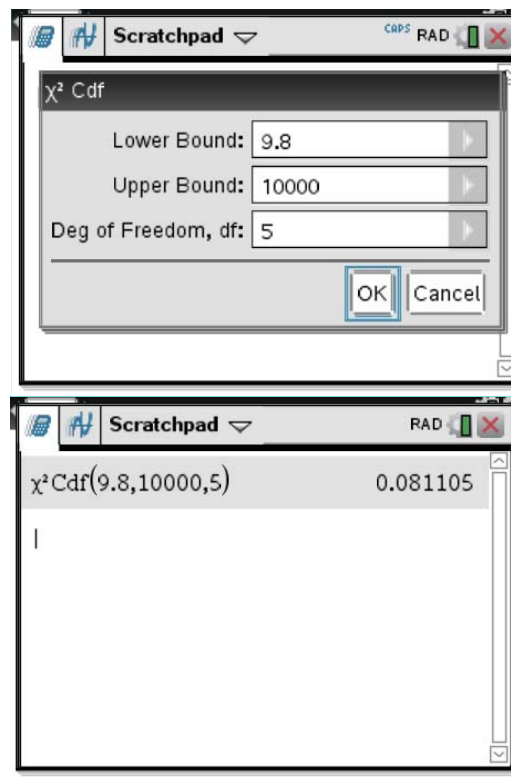 Scratchpad CAPS RAD
χ² Cdf
Lower Bound: 9.8
Upper Bound: 10000
Deg of Freedom, df: 5
OK Cancel
Scratchpad RAD
χ²Cdf(9.8,10000,5) 0.081105